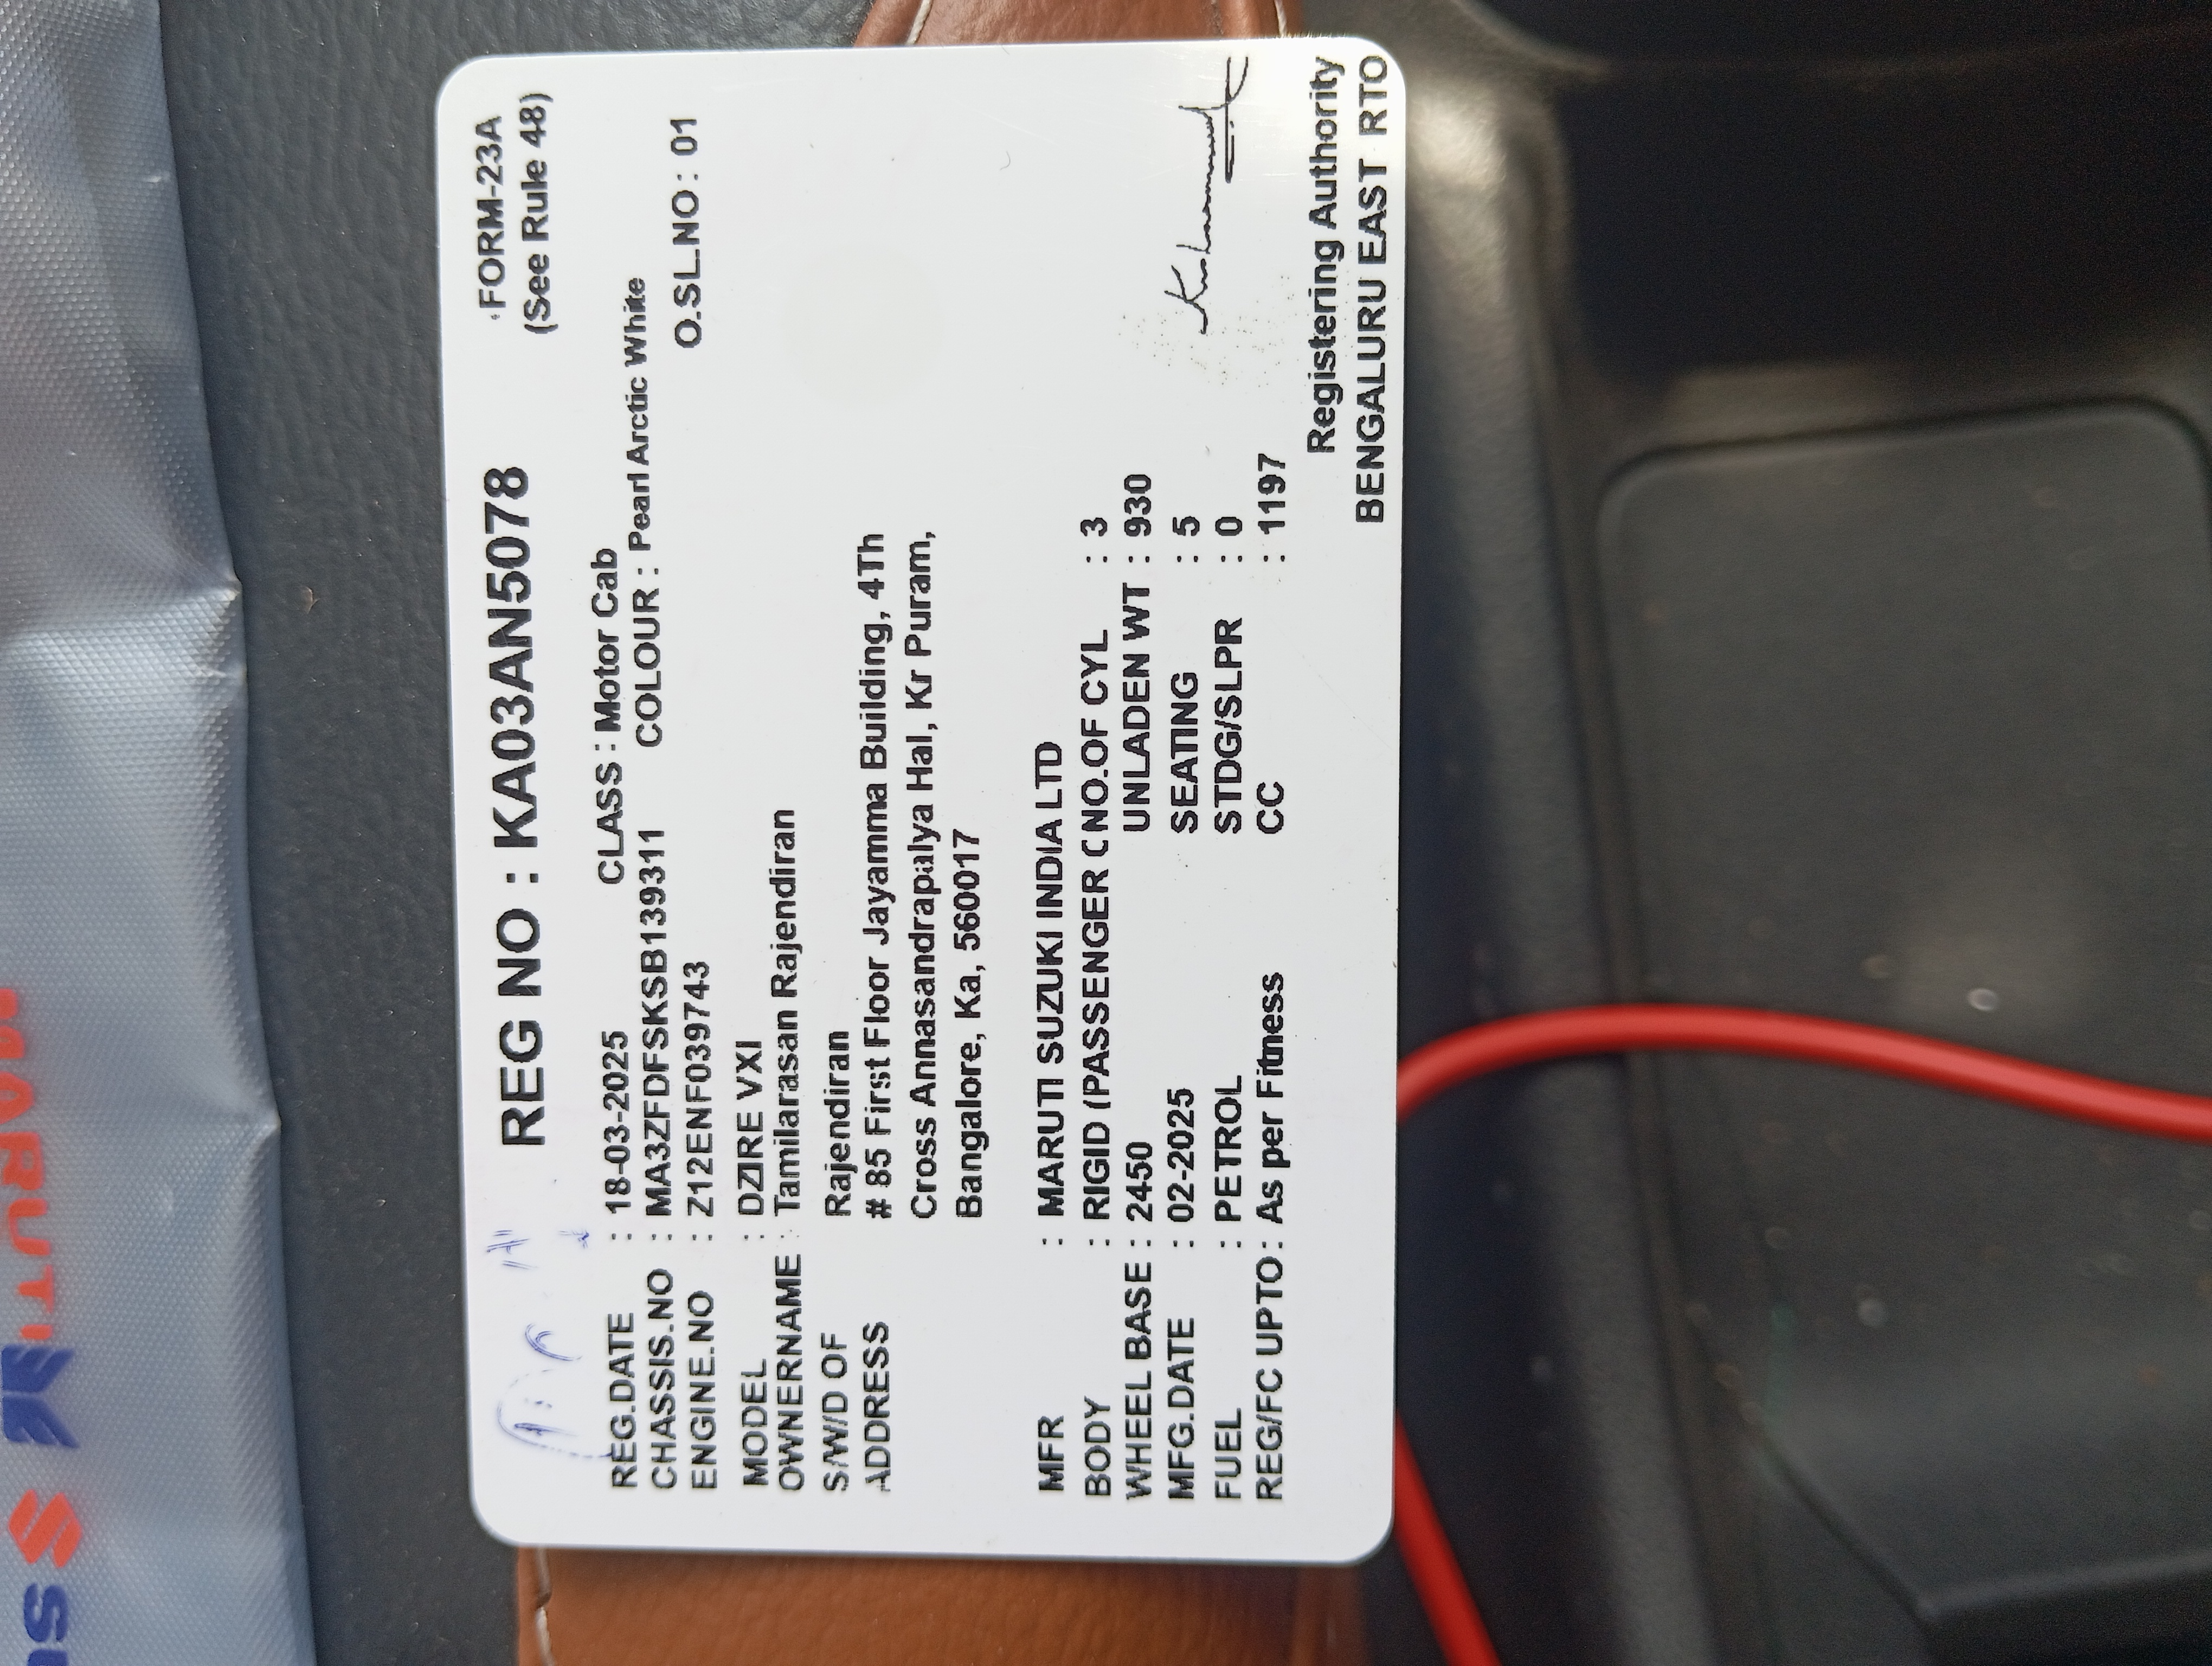 FORM-23A
(See Rule 48)
REG NO : KA03AN5078
REG.DATE : 18-03-2025 CLASS : Motor Cab
CHASSIS.NO : MA3ZFDFSKSB139311 COLOUR : Pearl Arctic White
ENGINE.NO : Z12ENF039743 O.SL.NO : 01
MODEL : DZIRE VXI
OWNERNAME : Tamilarasan Rajendiran
S/W/D OF Rajendiran
ADDRESS # 85 First Floor Jayamma Building, 4Th
Cross Annasandrapalya Hal, Kr Puram,
Bangalore, Ka, 560017
MFR : MARUTI SUZUKI INDIA LTD
BODY : RIGID (PASSENGER C NO.OF CYL : 3
WHEEL BASE : 2450 UNLADEN WT : 930
MFG.DATE : 02-2025 SEATING : 5
FUEL : PETROL STDG/SLPR : 0
REG/FC UPTO : As per Fitness CC : 1197
Registering Authority
BENGALURU EAST RTO
MARUTI
SU